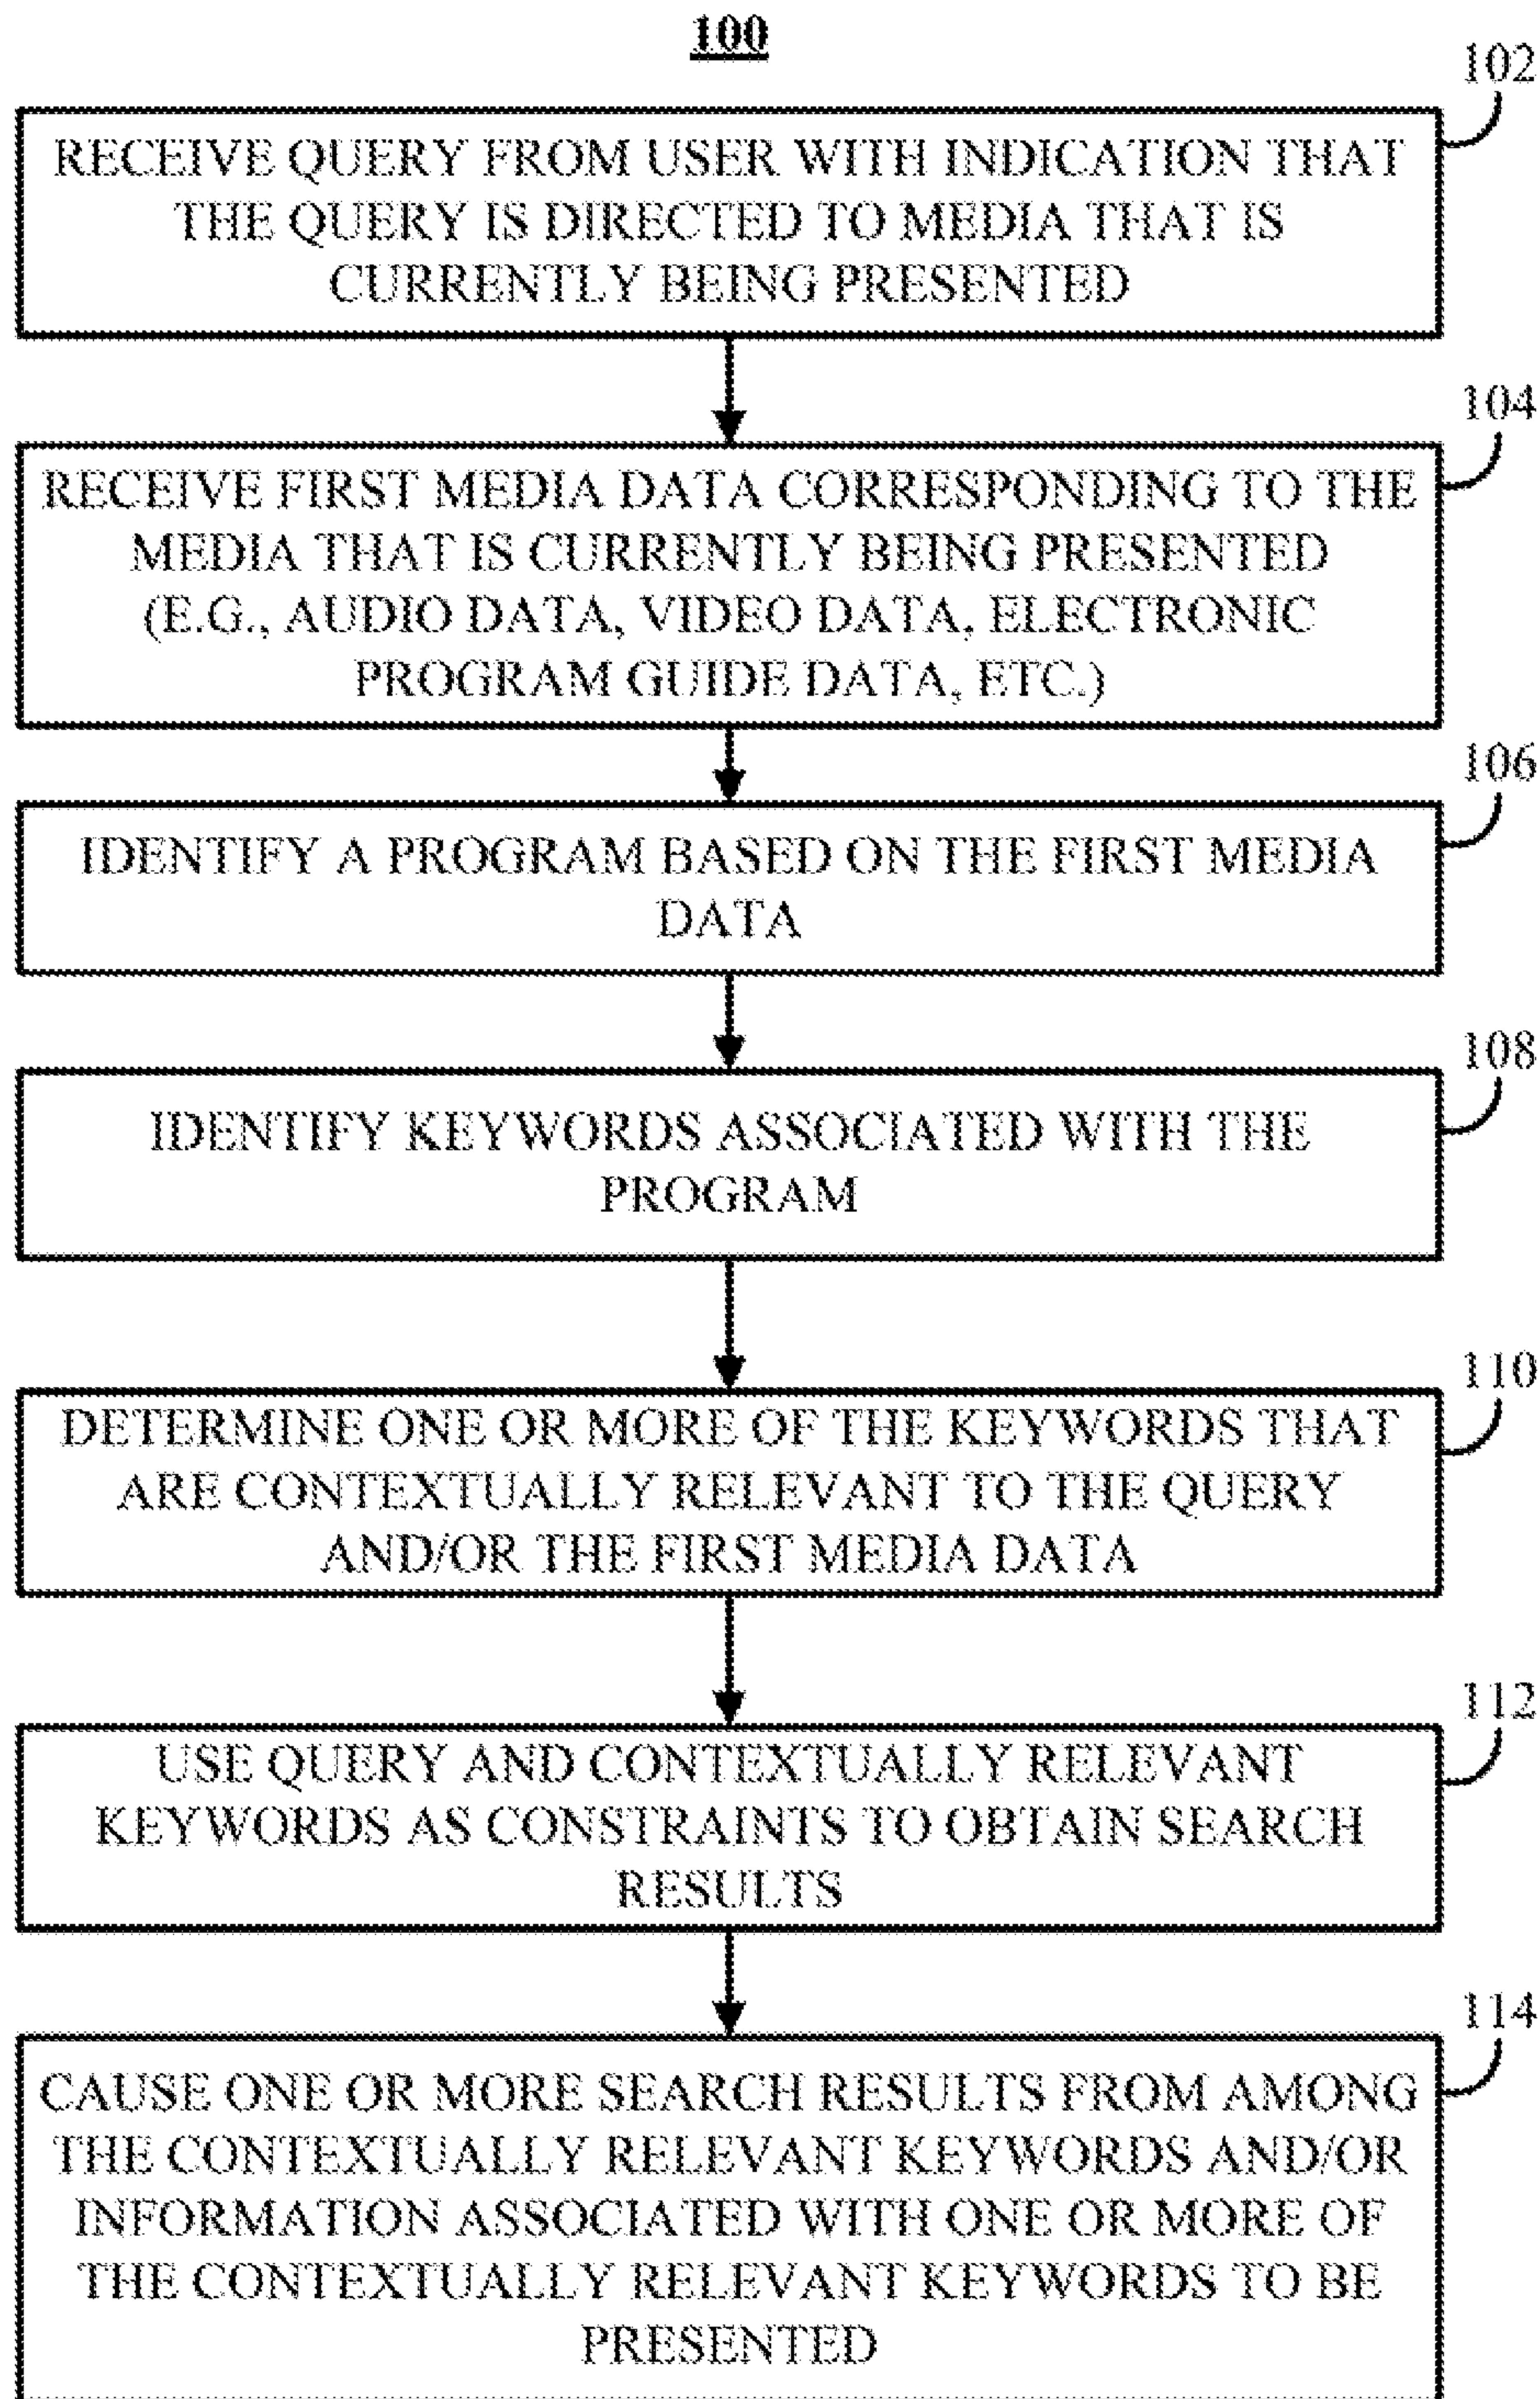 100
102
RECEIVE QUERY FROM USER WITH INDICATION THAT
THE QUERY IS DIRECTED TO MEDIA THAT IS
CURRENTLY BEING PRESENTED
104
RECEIVE FIRST MEDIA DATA CORRESPONDING TO THE
MEDIA THAT IS CURRENTLY BEING PRESENTED
(E.G., AUDIO DATA, VIDEO DATA, ELECTRONIC
PROGRAM GUIDE DATA, ETC.)
106
IDENTIFY A PROGRAM BASED ON THE FIRST MEDIA
DATA
108
IDENTIFY KEYWORDS ASSOCIATED WITH THE
PROGRAM
110
DETERMINE ONE OR MORE OF THE KEYWORDS THAT
ARE CONTEXTUALLY RELEVANT TO THE QUERY
AND/OR THE FIRST MEDIA DATA
112
USE QUERY AND CONTEXTUALLY RELEVANT
KEYWORDS AS CONSTRAINTS TO OBTAIN SEARCH
RESULTS
114
CAUSE ONE OR MORE SEARCH RESULTS FROM AMONG
THE CONTEXTUALLY RELEVANT KEYWORDS AND/OR
INFORMATION ASSOCIATED WITH ONE OR MORE OF
THE CONTEXTUALLY RELEVANT KEYWORDS TO BE
PRESENTED